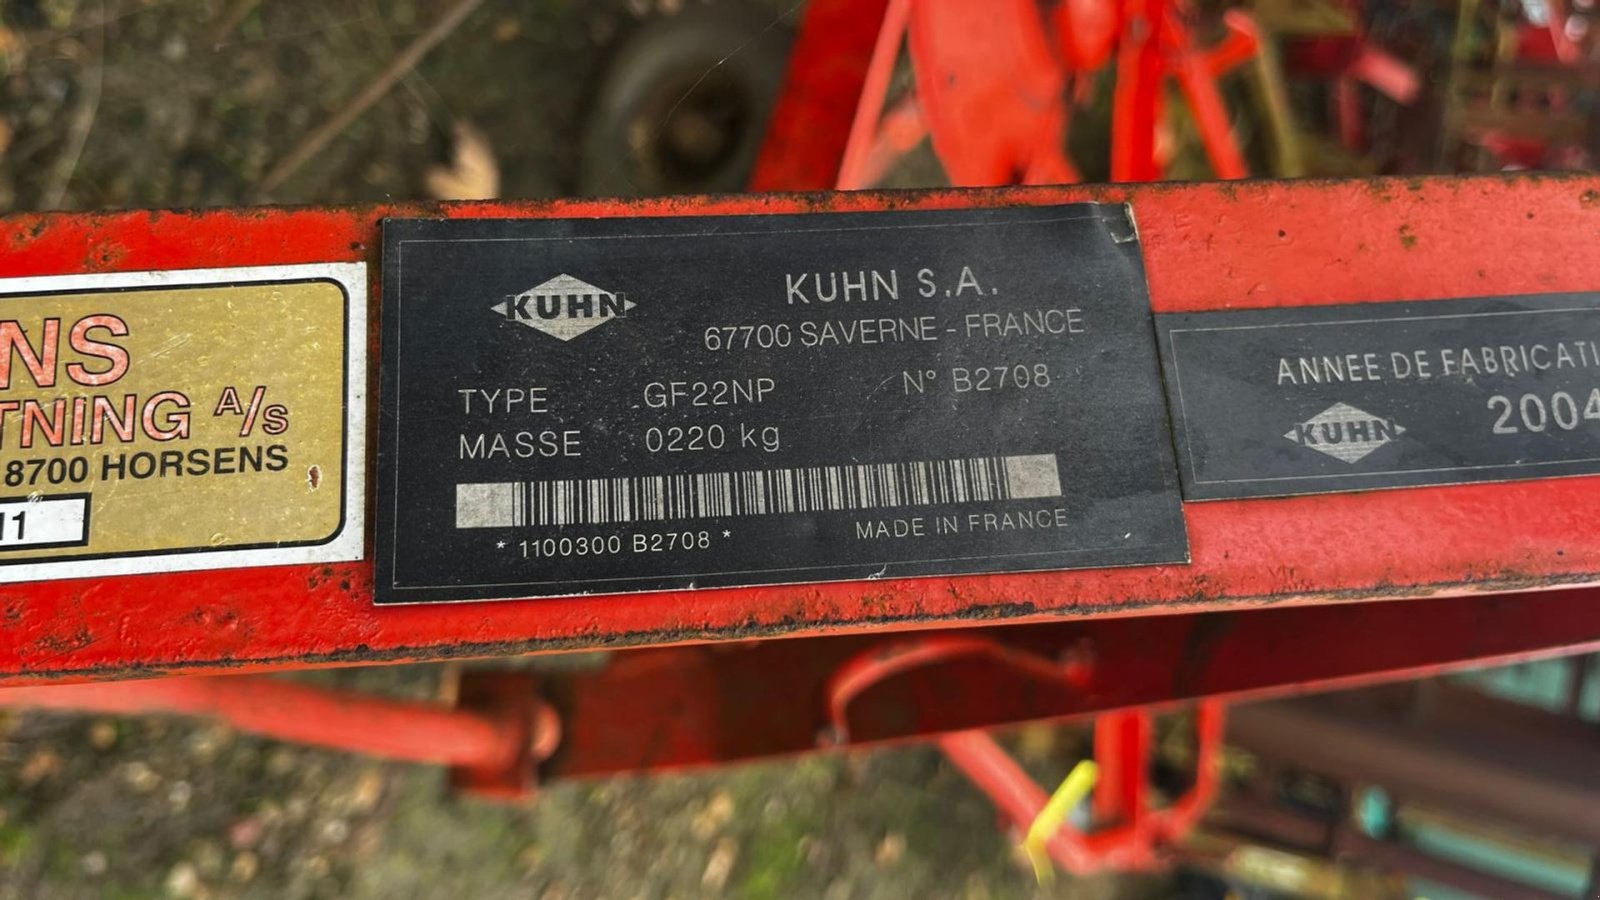 NS
TNING A/S
8700 HORSENS
11
KUHN
KUHN S.A.
67700 SAVERNE - FRANCE
TYPE GF22NP N° B2708
MASSE 0220 kg
* 1100300 B2708 *
MADE IN FRANCE
ANNEE DE FABRICATI
KUHN 2004